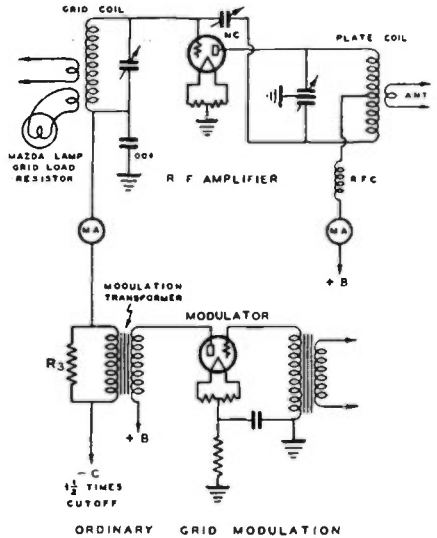 GRID COIL
NC
PLATE COIL
ANT
MAZDA LAMP
GRID LOAD
RESISTOR
R F AMPLIFIER
RFC
MA
MA
+ B
MODULATION
TRANSFORMER
MODULATOR
R3
+ B
- C
1½ TIMES
CUTOFF
ORDINARY GRID MODULATION